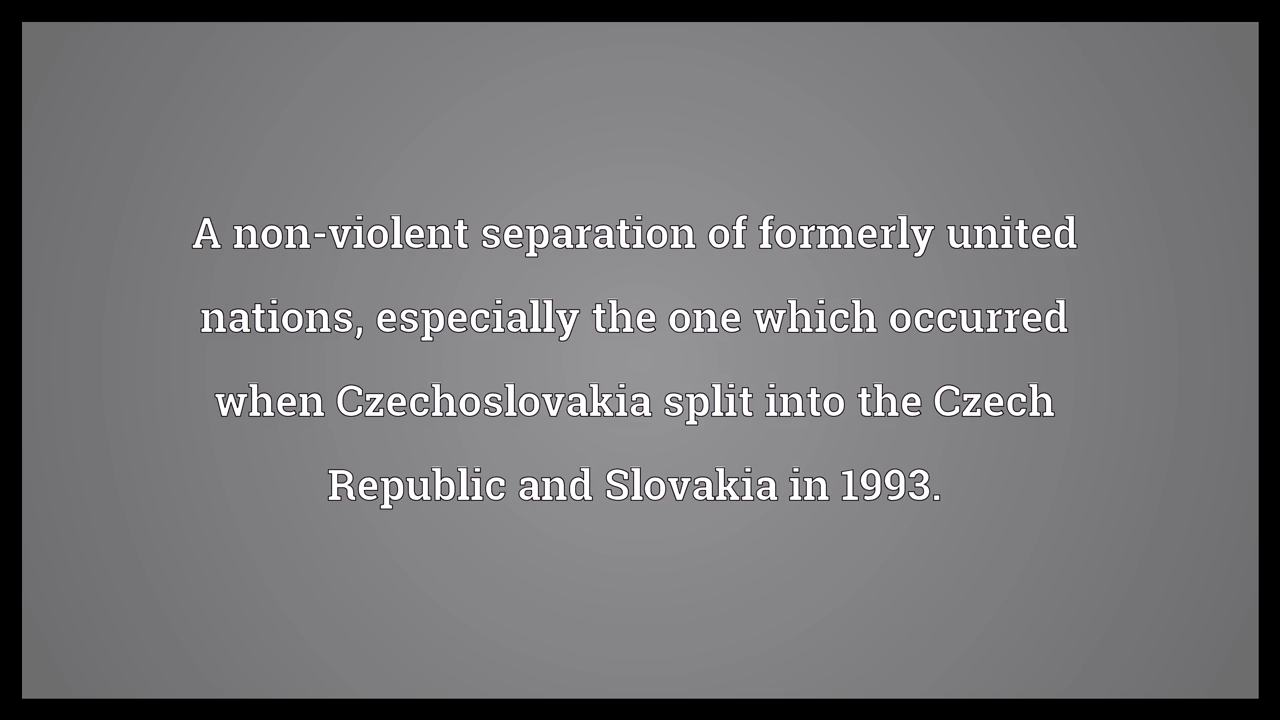 A non-violent separation of formerly united
nations, especially the one which occurred
when Czechoslovakia split into the Czech
Republic and Slovakia in 1993.